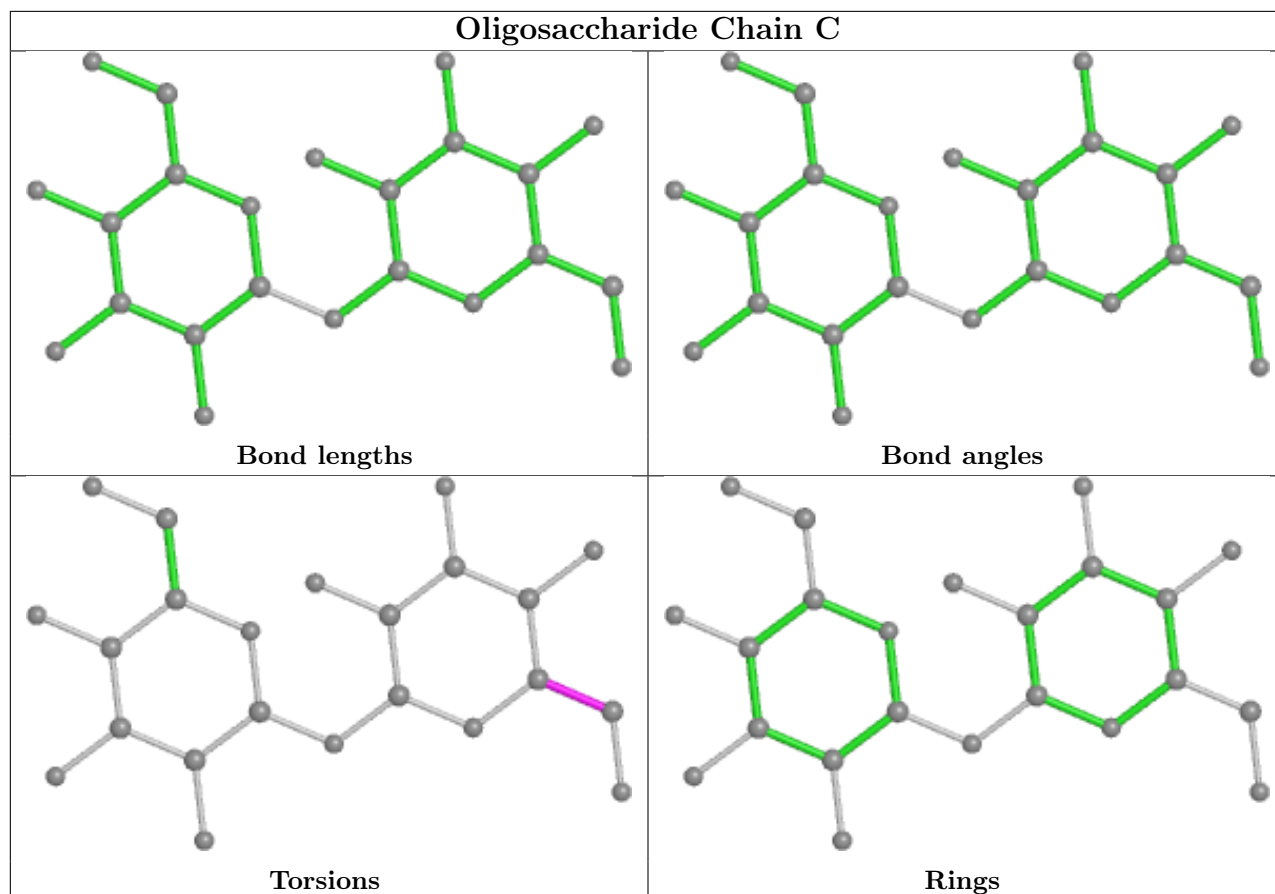 Oligosaccharide Chain C
Bond lengths
Bond angles
Torsions
Rings